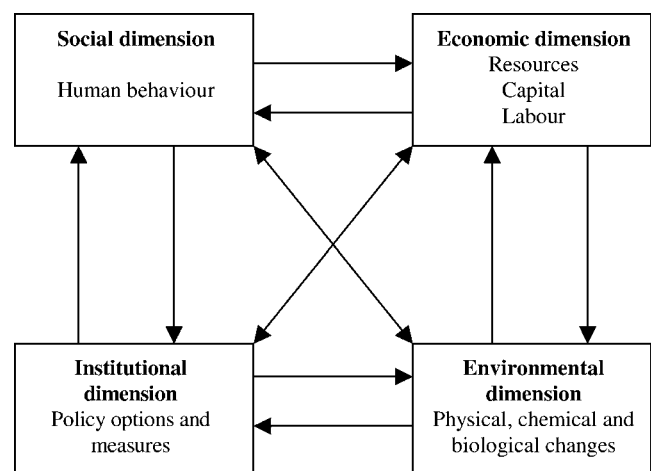 Social dimension
Human behaviour
Economic dimension
Resources
Capital
Labour
Institutional
dimension
Policy options and
measures
Environmental
dimension
Physical, chemical and
biological changes